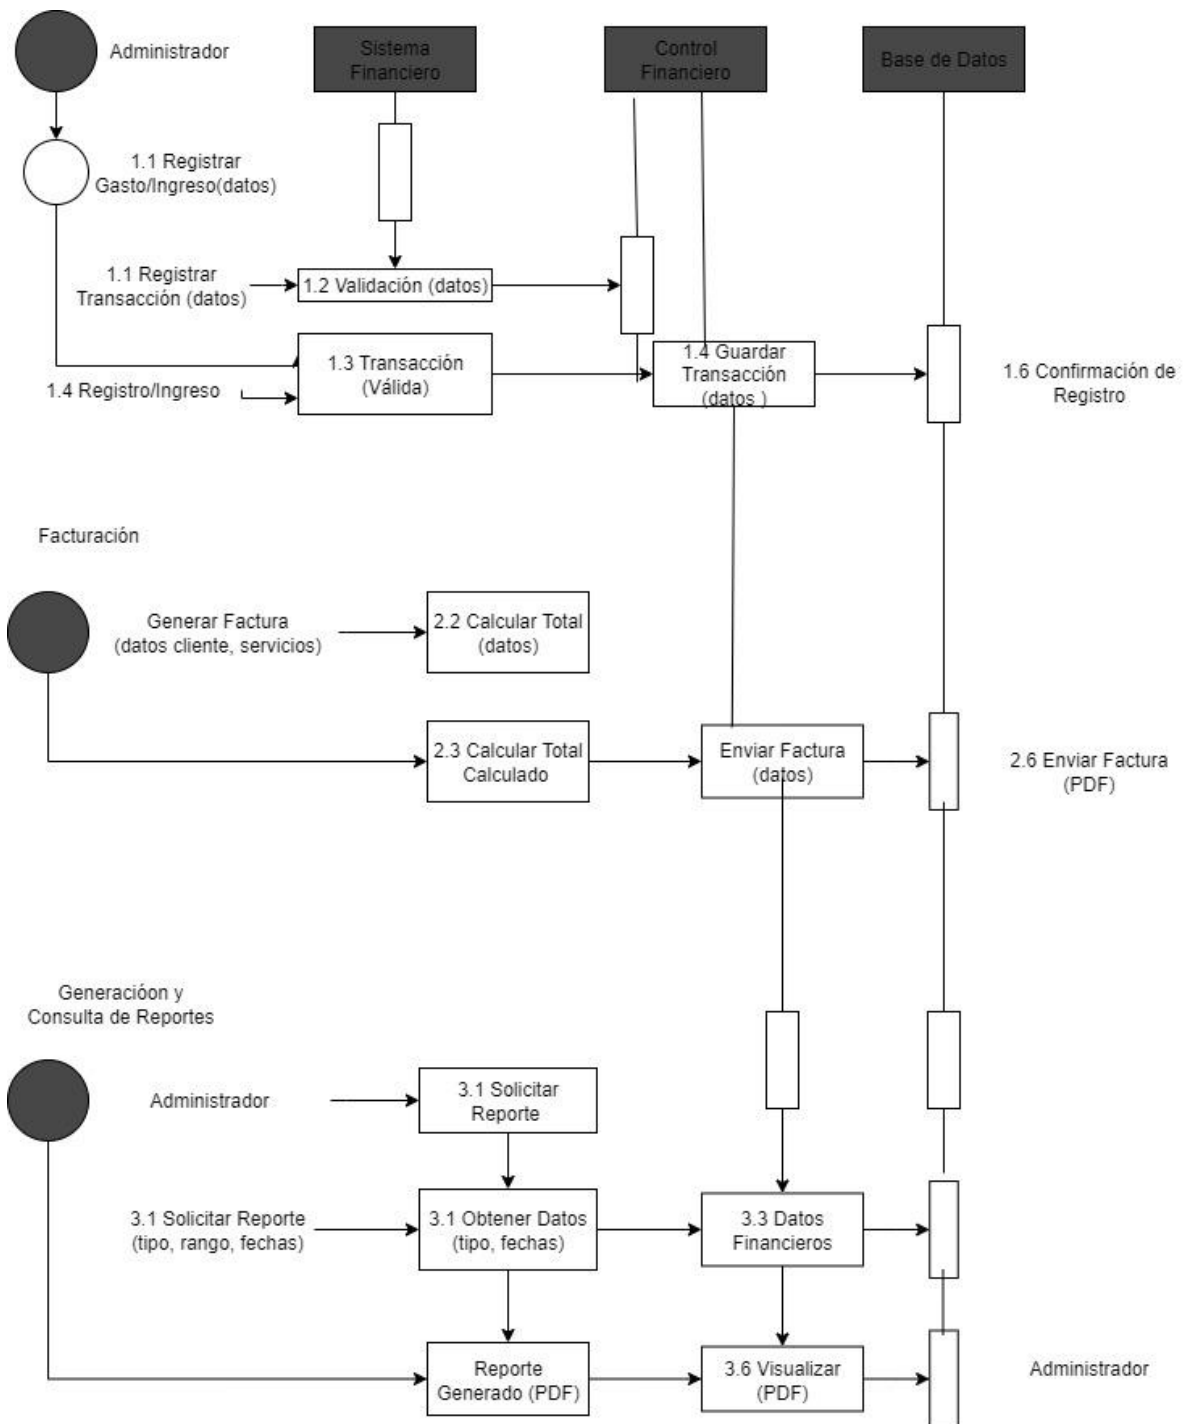 Administrador
Sistema
Financiero
Control
Financiero
Base de Datos
1.1 Registrar
Gasto/Ingreso(datos)
1.1 Registrar
Transacción (datos)
1.2 Validación (datos)
1.3 Transacción
(Válida)
1.4 Guardar
Transacción
(datos )
1.4 Registro/Ingreso
1.6 Confirmación de
Registro
Facturación
Generar Factura
(datos cliente, servicios)
2.2 Calcular Total
(datos)
2.3 Calcular Total
Calculado
Enviar Factura
(datos)
2.6 Enviar Factura
(PDF)
Generacióon y
Consulta de Reportes
Administrador
3.1 Solicitar
Reporte
3.1 Solicitar Reporte
(tipo, rango, fechas)
3.1 Obtener Datos
(tipo, fechas)
3.3 Datos
Financieros
Reporte
Generado (PDF)
3.6 Visualizar
(PDF)
Administrador